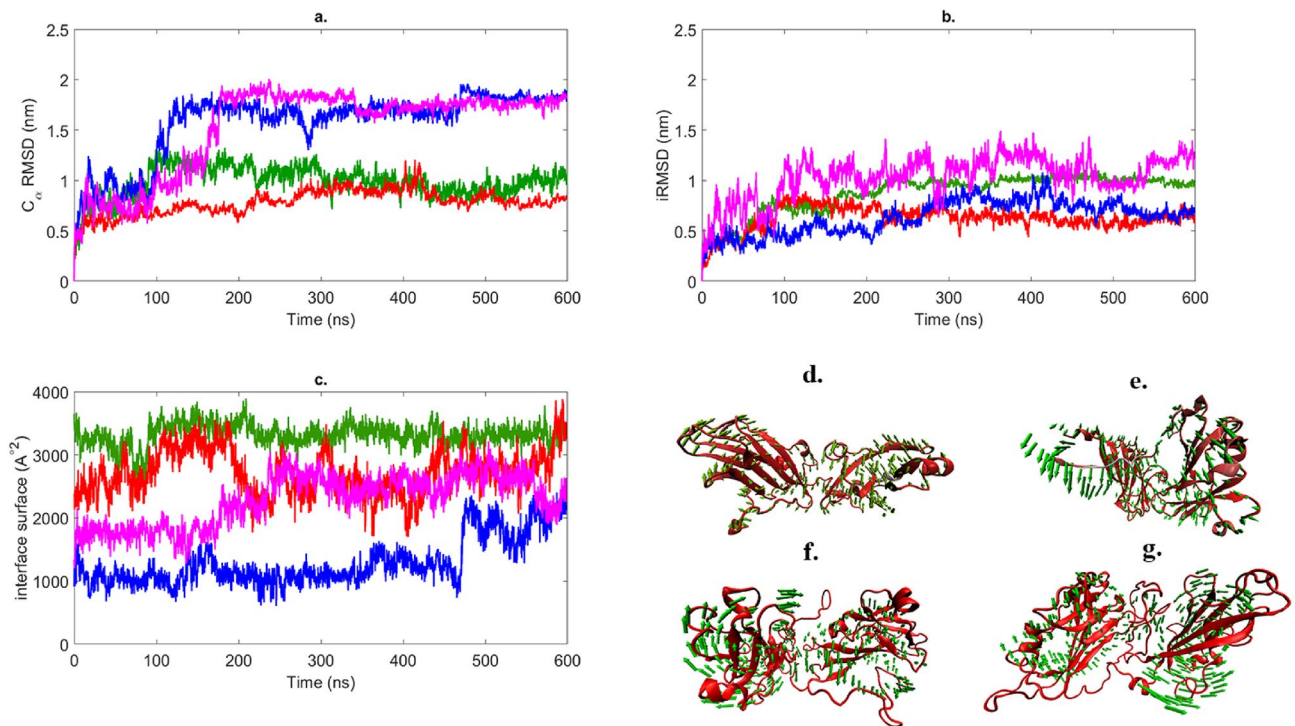 a.
2.5
2
1.5
1
0.5
0
0 100 200 300 400 500 600
Time (ns)
Cα RMSD (nm)
b.
2.5
2
1.5
1
0.5
0
0 100 200 300 400 500 600
Time (ns)
iRMSD (nm)
c.
4000
3000
2000
1000
0
0 100 200 300 400 500 600
Time (ns)
interface surface (A°2)
d.
e.
f.
g.